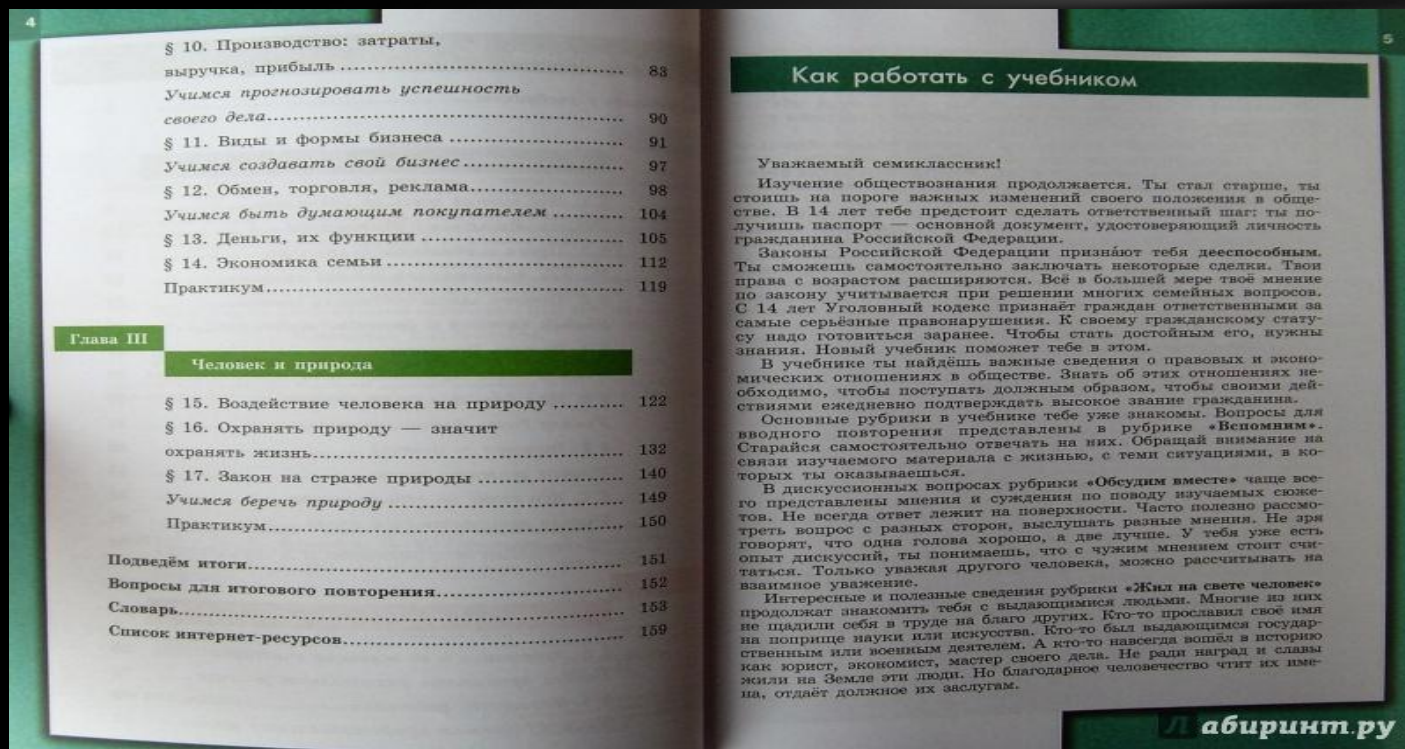 4
§ 10. Производство: затраты,
выручка, прибыль ........ 83
Учимся прогнозировать успешность
своего дела ........ 90
§ 11. Виды и формы бизнеса ........ 91
Учимся создавать свой бизнес ........ 97
§ 12. Обмен, торговля, реклама ........ 98
Учимся быть думающим покупателем ........ 104
§ 13. Деньги, их функции ........ 105
§ 14. Экономика семьи ........ 112
Практикум ........ 119
Глава III
Человек и природа
§ 15. Воздействие человека на природу ........ 122
§ 16. Охранять природу — значит
охранять жизнь ........ 132
§ 17. Закон на страже природы ........ 140
Учимся беречь природу ........ 149
Практикум ........ 150
Подведём итоги ........ 151
Вопросы для итогового повторения ........ 152
Словарь ........ 153
Список интернет-ресурсов ........ 159
5
Как работать с учебником
Уважаемый семиклассник!
Изучение обществознания продолжается. Ты стал старше, ты
стоишь на пороге важных изменений своего положения в обще-
стве. В 14 лет тебе предстоит сделать ответственный шаг: ты по-
лучишь паспорт — основной документ, удостоверяющий личность
гражданина Российской Федерации.
Законы Российской Федерации призна́ют тебя дееспособным.
Ты сможешь самостоятельно заключать некоторые сделки. Твои
права с возрастом расширяются. Всё в большей мере твоё мнение
по закону учитывается при решении многих семейных вопросов.
С 14 лет Уголовный кодекс признаёт граждан ответственными за
самые серьёзные правонарушения. К своему гражданскому стату-
су надо готовиться заранее. Чтобы стать достойным его, нужны
знания. Новый учебник поможет тебе в этом.
В учебнике ты найдёшь важные сведения о правовых и эконо-
мических отношениях в обществе. Знать об этих отношениях не-
обходимо, чтобы поступать должным образом, чтобы своими дей-
ствиями ежедневно подтверждать высокое звание гражданина.
Основные рубрики в учебнике тебе уже знакомы. Вопросы для
вводного повторения представлены в рубрике «Вспомним».
Старайся самостоятельно отвечать на них. Обращай внимание на
связи изучаемого материала с жизнью, с теми ситуациями, в ко-
торых ты оказываешься.
В дискуссионных вопросах рубрики «Обсудим вместе» чаще все-
го представлены мнения и суждения по поводу изучаемых сюже-
тов. Не всегда ответ лежит на поверхности. Часто полезно рассмо-
треть вопрос с разных сторон, выслушать разные мнения. Не зря
говорят, что одна голова хорошо, а две лучше. У тебя уже есть
опыт дискуссий, ты понимаешь, что с чужим мнением стоит счи-
таться. Только уважая другого человека, можно рассчитывать на
взаимное уважение.
Интересные и полезные сведения рубрики «Жил на свете человек»
продолжат знакомить тебя с выдающимися людьми. Многие из них
не щадили себя в труде на благо других. Кто-то прославил своё имя
на поприще науки или искусства. Кто-то был выдающимся государ-
ственным или военным деятелем. А кто-то навсегда вошёл в историю
как юрист, экономист, мастер своего дела. Не ради наград и славы
жили на Земле эти люди. Но благодарное человечество чтит их име-
на, отдаёт должное их заслугам.
Лабиринт.ру